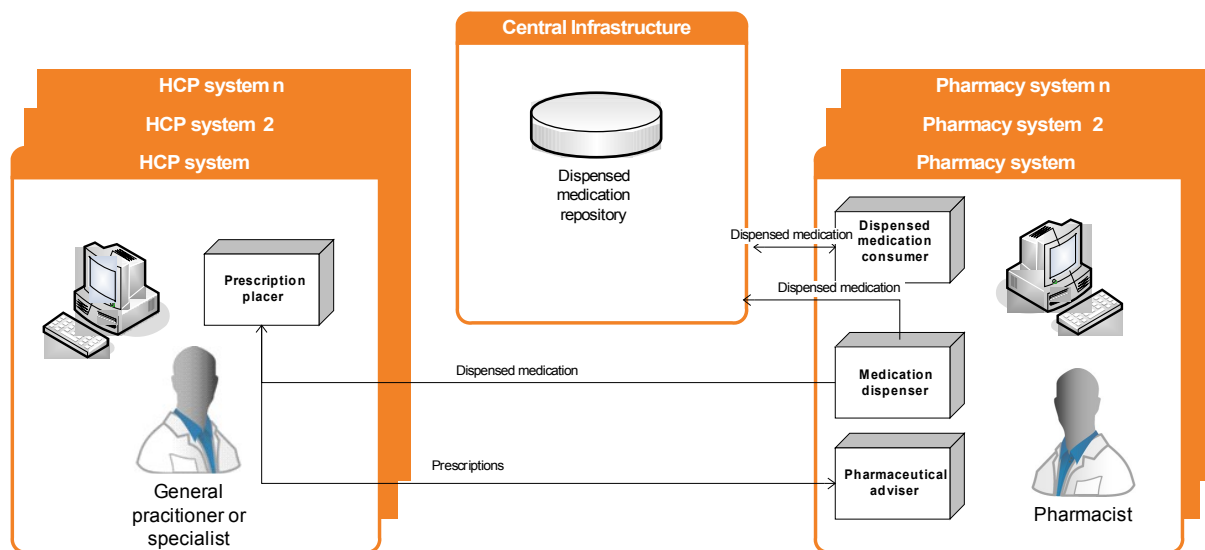 Central Infrastructure
Dispensed
medication
repository
HCP system n
HCP system 2
HCP system
Prescription
placer
General
pracitioner or
specialist
Pharmacy system n
Pharmacy system 2
Pharmacy system
Dispensed
medication
consumer
Dispensed medication
Dispensed medication
Medication
dispenser
Dispensed medication
Pharmaceutical
adviser
Prescriptions
Pharmacist